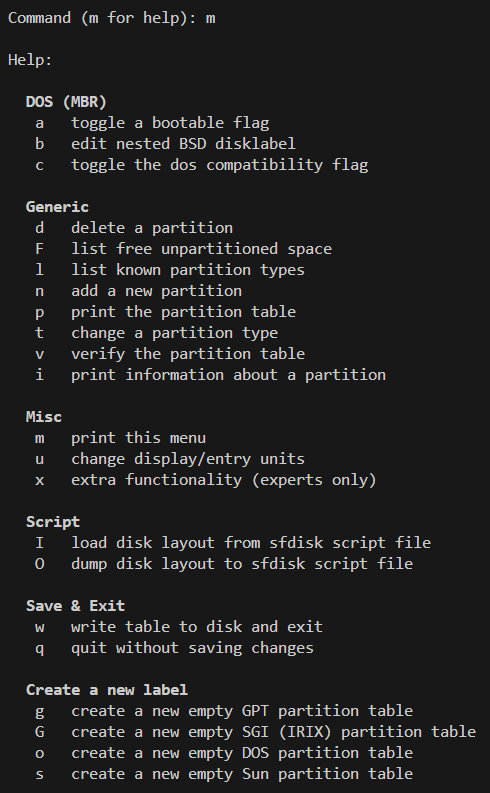 Command (m for help): m
Help:
DOS (MBR)
a toggle a bootable flag
b edit nested BSD disklabel
c toggle the dos compatibility flag
Generic
d delete a partition
F list free unpartitioned space
l list known partition types
n add a new partition
p print the partition table
t change a partition type
v verify the partition table
i print information about a partition
Misc
m print this menu
u change display/entry units
x extra functionality (experts only)
Script
I load disk layout from sfdisk script file
O dump disk layout to sfdisk script file
Save & Exit
w write table to disk and exit
q quit without saving changes
Create a new label
g create a new empty GPT partition table
G create a new empty SGI (IRIX) partition table
o create a new empty DOS partition table
s create a new empty Sun partition table